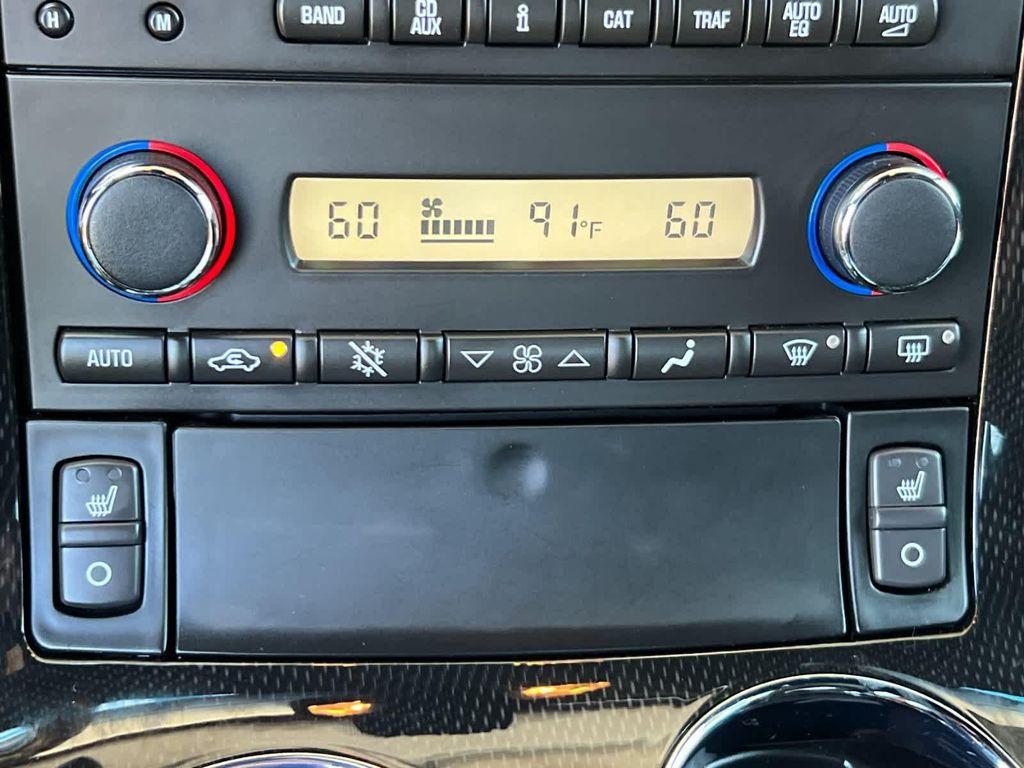 H M BAND CD AUX i CAT TRAF AUTO EQ AUTO
60 91°F 60
AUTO
O O